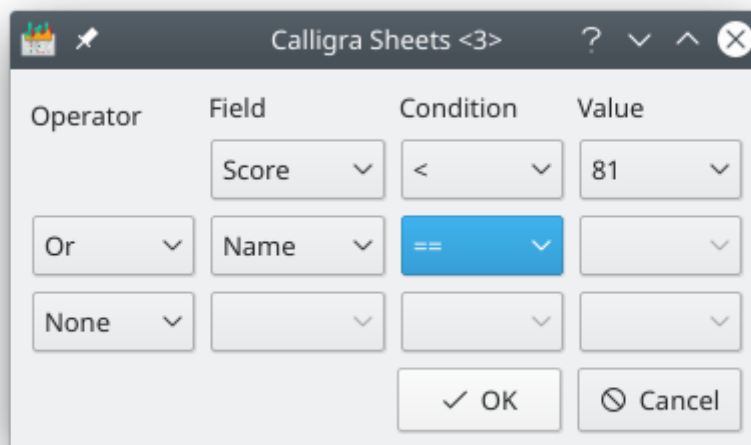 Calligra Sheets <3>
Operator Field Condition Value
Score < 81
Or Name ==
None
OK Cancel